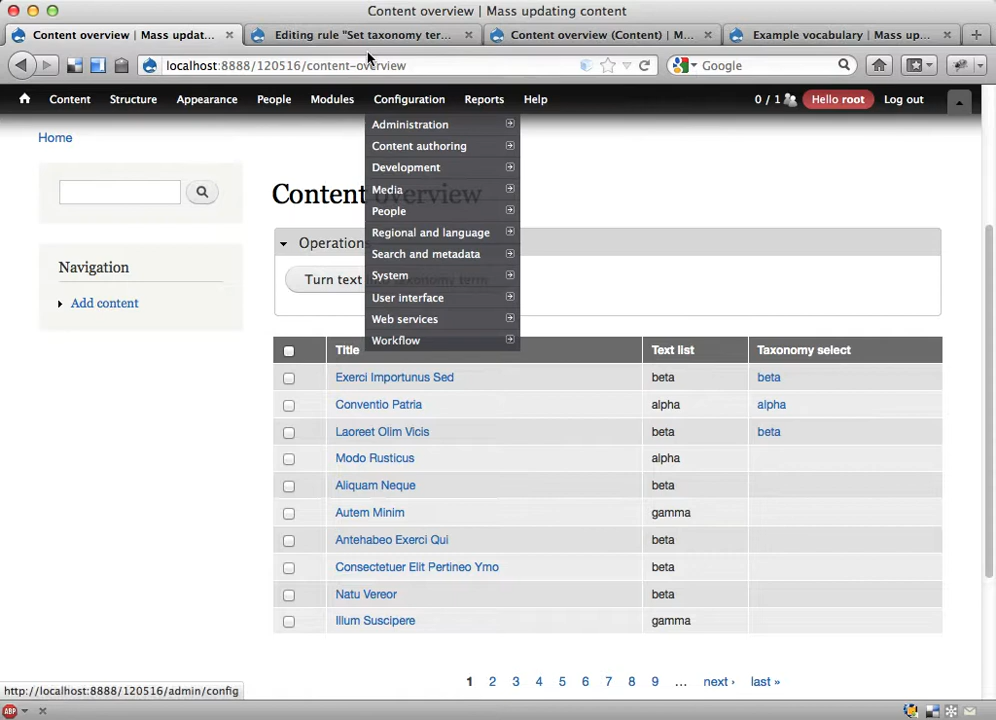 Content overview | Mass updating content
Content overview | Mass updat...
Editing rule "Set taxonomy ter...
Content overview (Content) | M...
Example vocabulary | Mass up...
localhost:8888/120516/content-overview
Google
Content
Structure
Appearance
People
Modules
Configuration
Reports
Help
0 / 1
Hello root
Log out
Administration
Content authoring
Development
Media
People
Regional and language
Search and metadata
System
User interface
Web services
Workflow
Home
Navigation
Add content
Content overview
Operations
Turn text into taxonomy term
Title Text list Taxonomy select
Exerci Importunus Sed beta beta
Conventio Patria alpha alpha
Laoreet Olim Vicis beta beta
Modo Rusticus alpha
Aliquam Neque beta
Autem Minim gamma
Antehabeo Exerci Qui beta
Consectetuer Elit Pertineo Ymo beta
Natu Vereor beta
Illum Suscipere gamma
1 2 3 4 5 6 7 8 9 … next › last »
http://localhost:8888/120516/admin/config
ABP